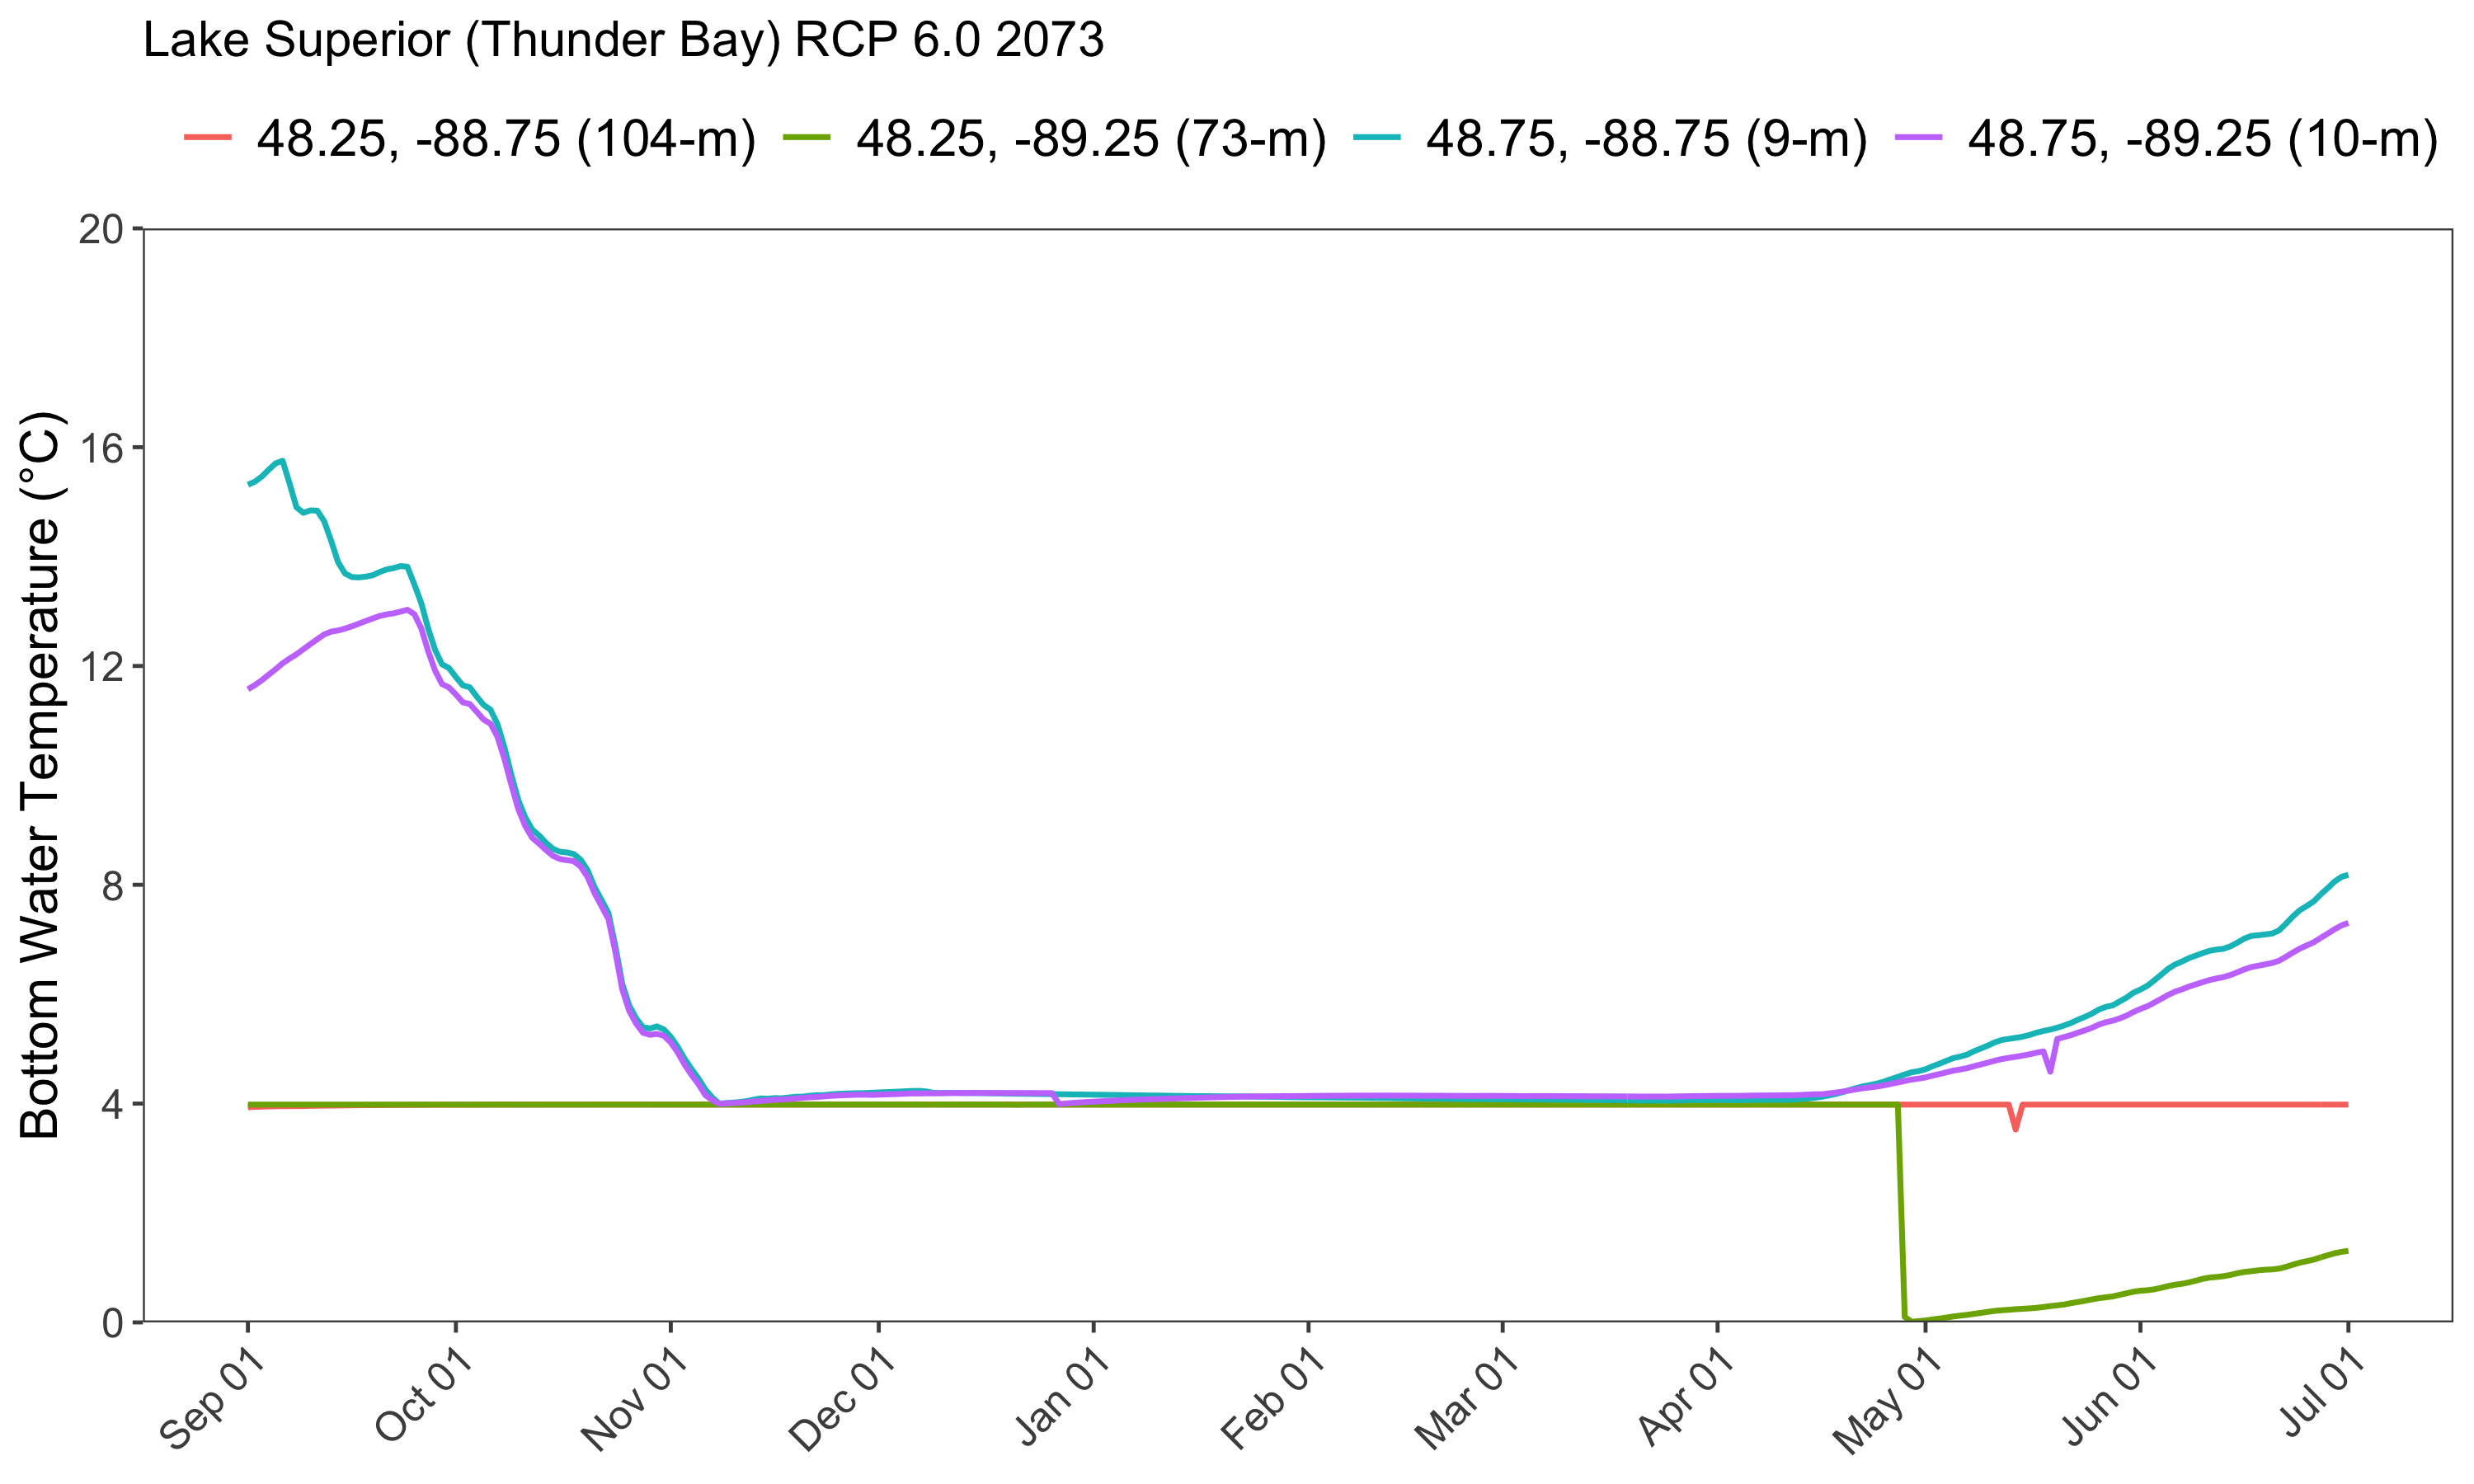 Lake Superior (Thunder Bay) RCP 6.0 2073
48.25, -88.75 (104-m) 48.25, -89.25 (73-m) 48.75, -88.75 (9-m) 48.75, -89.25 (10-m)
Bottom Water Temperature (°C)
20
16
12
8
4
0
Sep 01 Oct 01 Nov 01 Dec 01 Jan 01 Feb 01 Mar 01 Apr 01 May 01 Jun 01 Jul 01